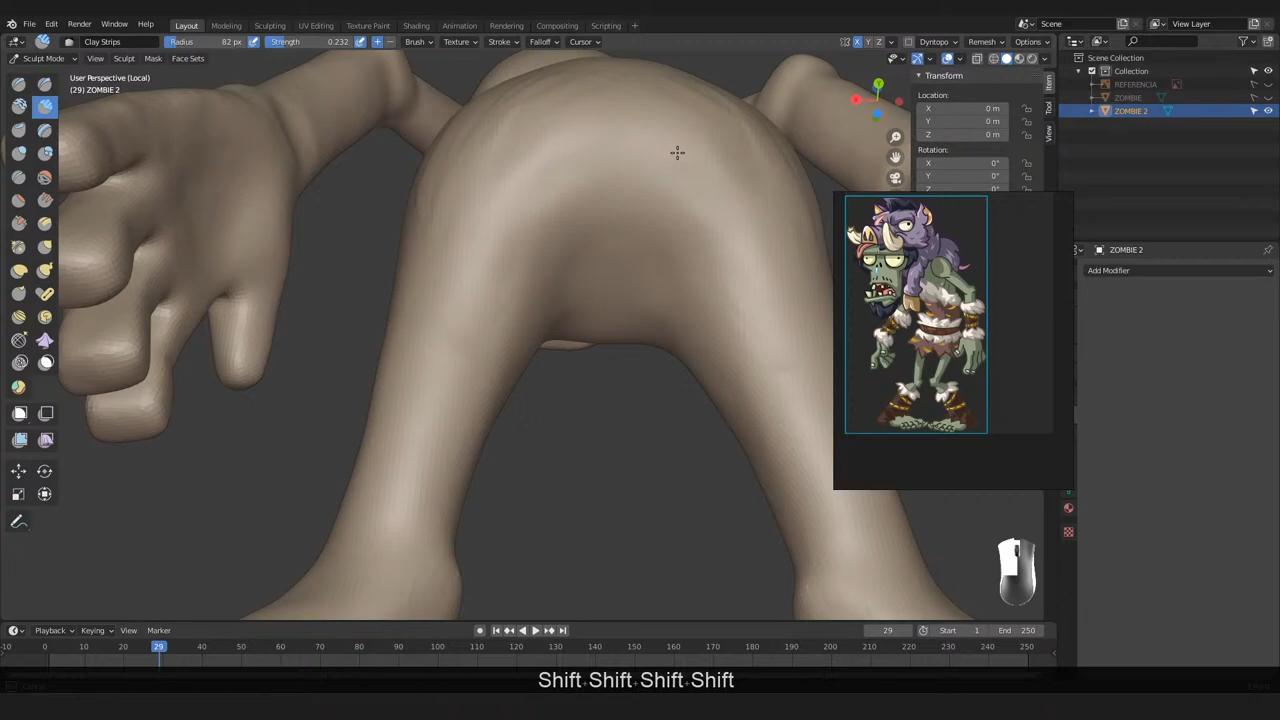 File Edit Render Window Help Layout Modeling Sculpting UV Editing Texture Paint Shading Animation Rendering Compositing Scripting + Scene View Layer
Clay Strips Radius 82 px Strength 0.232 Brush Texture Stroke Falloff Cursor X Y Z Dyntopo Remesh Options
Sculpt Mode View Sculpt Mask Face Sets
User Perspective (Local)
(29) ZOMBIE 2
Scene Collection
Collection
REFERENCIA
ZOMBIE
ZOMBIE 2
Transform
Location:
X 0 m
Y 0 m
Z 0 m
Rotation:
X 0°
Y 0°
Z 0°
Item
Tool
View
ZOMBIE 2
Add Modifier
Playback Keying View Marker 29 Start 1 End 250
-10 0 10 20 29 40 50 60 70 80 90 100 110 120 130 140 150 160 170 180 190 200 210 220 230 240 250
Shift + Shift + Shift + Shift